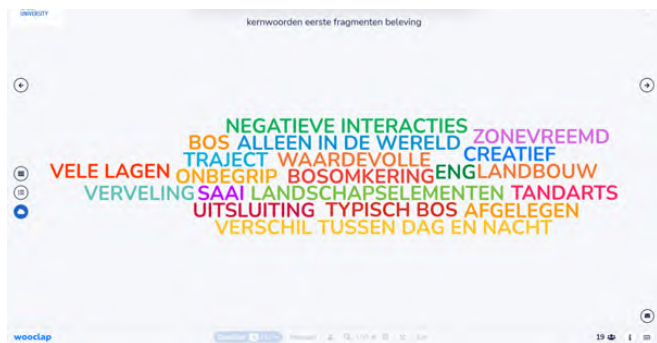 UNIVERSITY
kernwoorden eerste fragmenten beleving
NEGATIEVE INTERACTIES
BOS ALLEEN IN DE WERELD ZONEVREEMD
TRAJECT WAARDEVOLLE CREATIEF
VELE LAGEN ONBEGRIP BOSOMKERING ENG LANDBOUW
VERVELING SAAI LANDSCHAPSELEMENTEN TANDARTS
UITSLUITING TYPISCH BOS AFGELEGEN
VERSCHIL TUSSEN DAG EN NACHT
wooclap
19